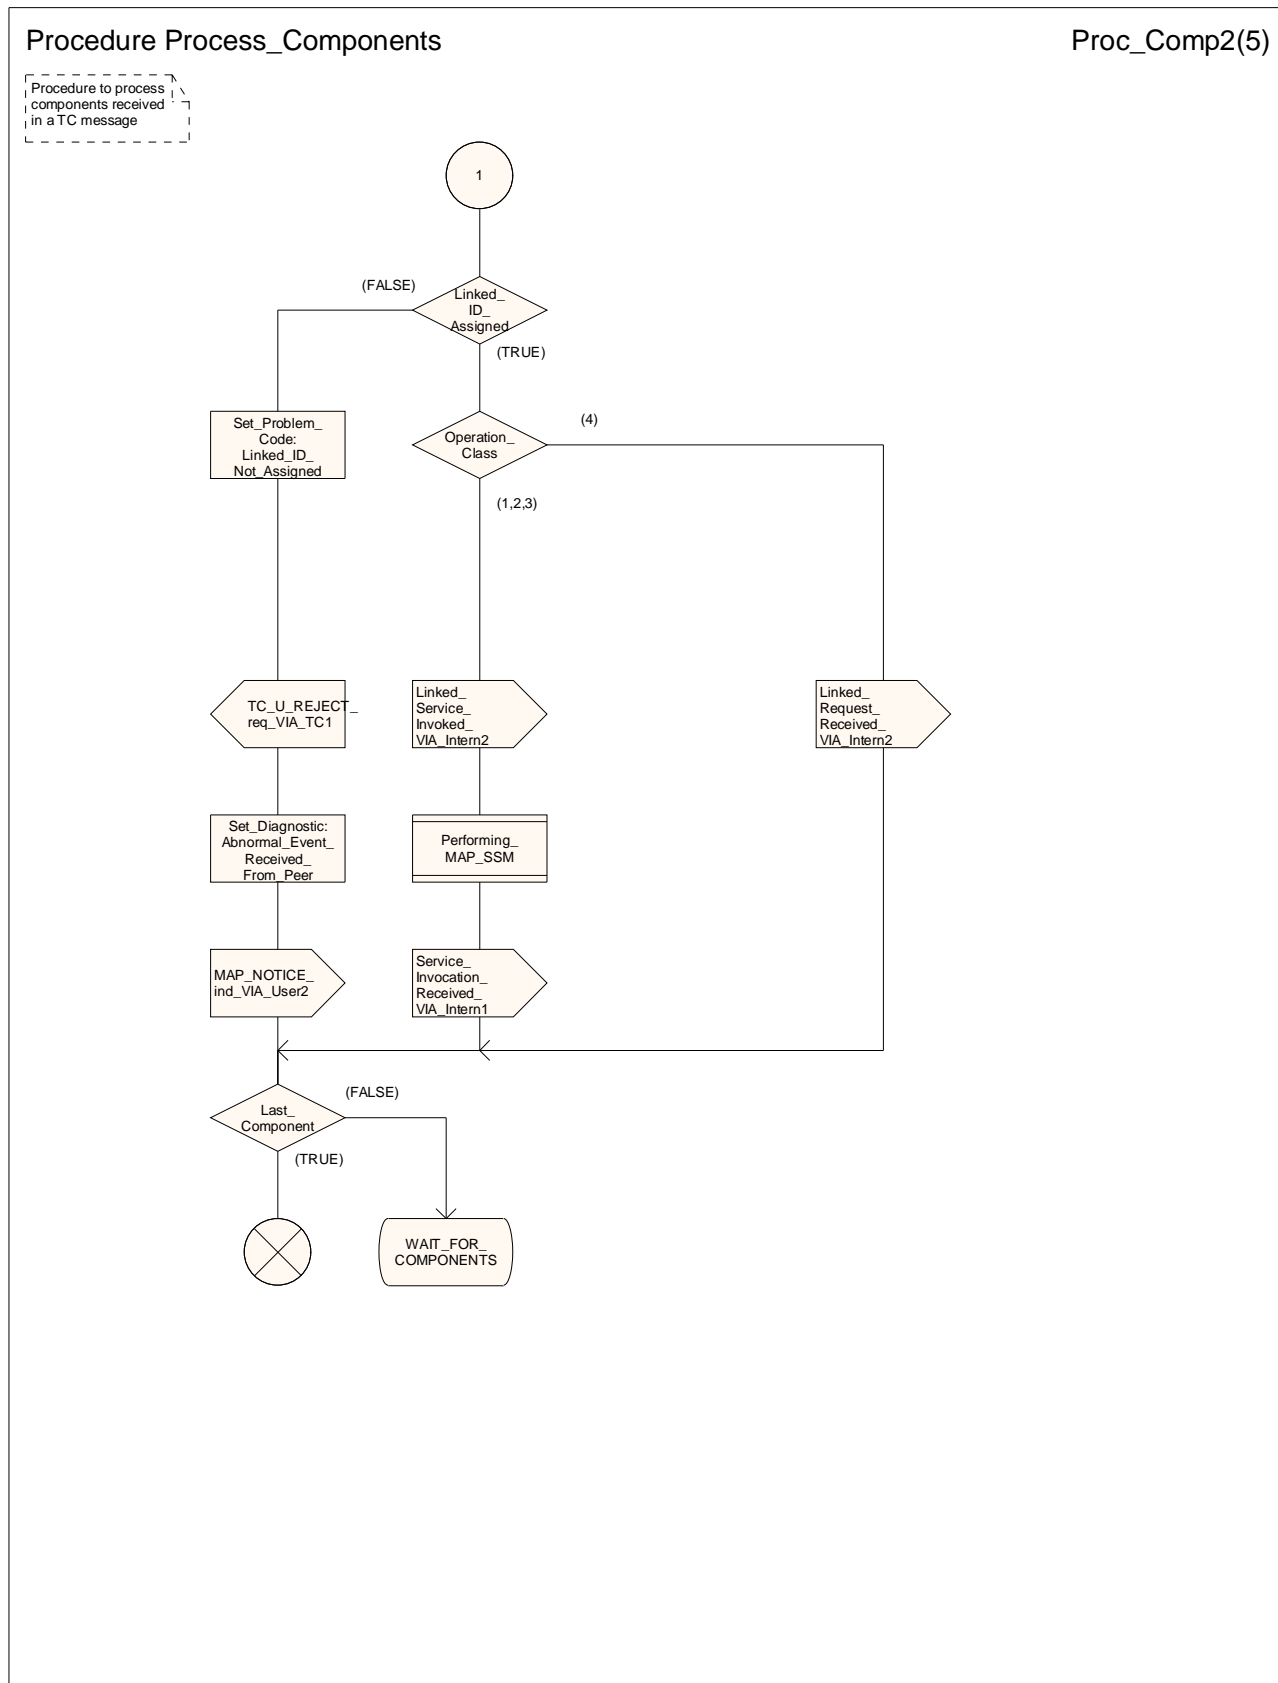 Procedure Process_Components
Proc_Comp2(5)
Procedure to process
components received
in a TC message
1
(FALSE)
Linked_
ID_
Assigned
(TRUE)
Set_Problem_
Code:
Linked_ID_
Not_Assigned
Operation_
Class
(4)
(1,2,3)
TC_U_REJECT_
req_VIA_TC1
Linked_
Service_
Invoked_
VIA_Intern2
Linked_
Request_
Received_
VIA_Intern2
Set_Diagnostic:
Abnormal_Event_
Received_
From_Peer
Performing_
MAP_SSM
MAP_NOTICE_
ind_VIA_User2
Service_
Invocation_
Received_
VIA_Intern1
(FALSE)
Last_
Component
(TRUE)
WAIT_FOR_
COMPONENTS